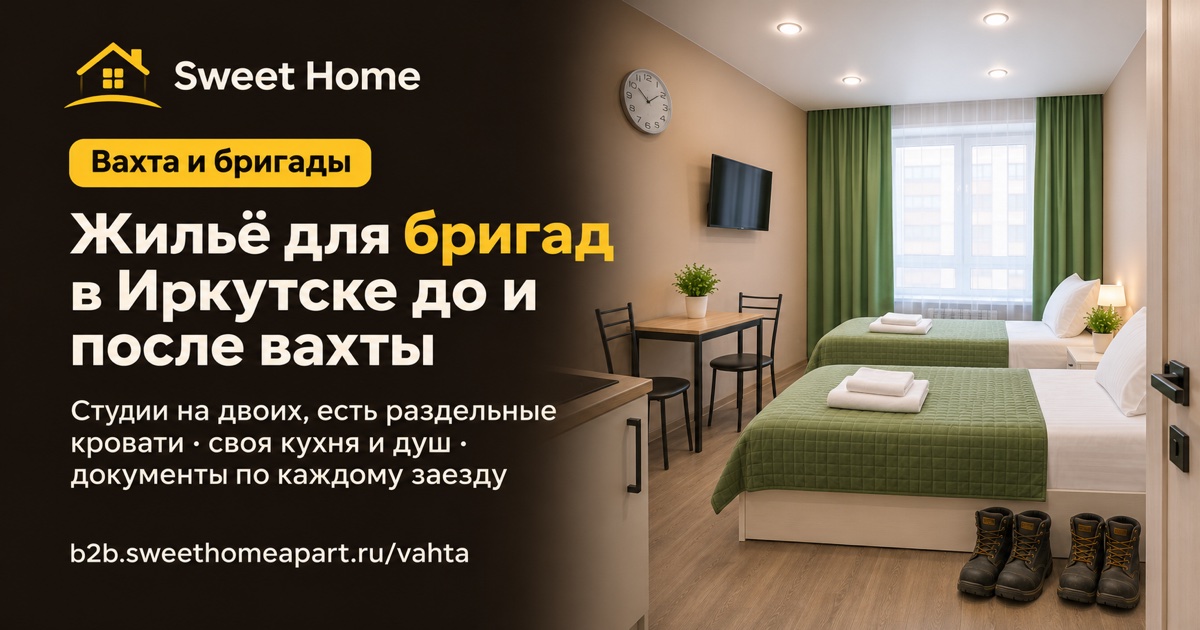 Sweet Home
Вахта и бригады
Жильё для бригад
в Иркутске до и
после вахты
Студии на двоих, есть раздельные
кровати · своя кухня и душ ·
документы по каждому заезду
b2b.sweethomeapart.ru/vahta